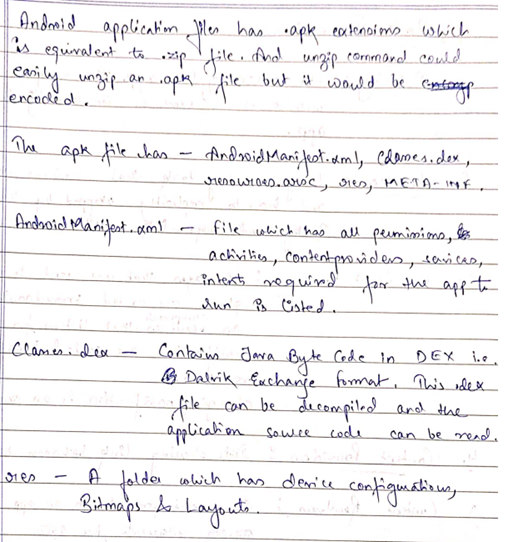 Android application files has .apk extensions which
is equivalent to .zip file. And unzip command could
easily unzip an .apk file but it would be
encoded.
The apk file has - AndroidManifest.xml, Classes.dex,
resources.arsc, res, META-INF.
AndroidManifest.xml - File which has all permissions,
activities, contentproviders, services,
intents required for the app to
run is listed.
Classes.dex - Contains Java Byte Code in DEX i.e.
Dalvik Exchange format. This .dex
file can be decompiled and the
application source code can be read.
res - A folder which has device configurations,
Bitmaps & Layouts.